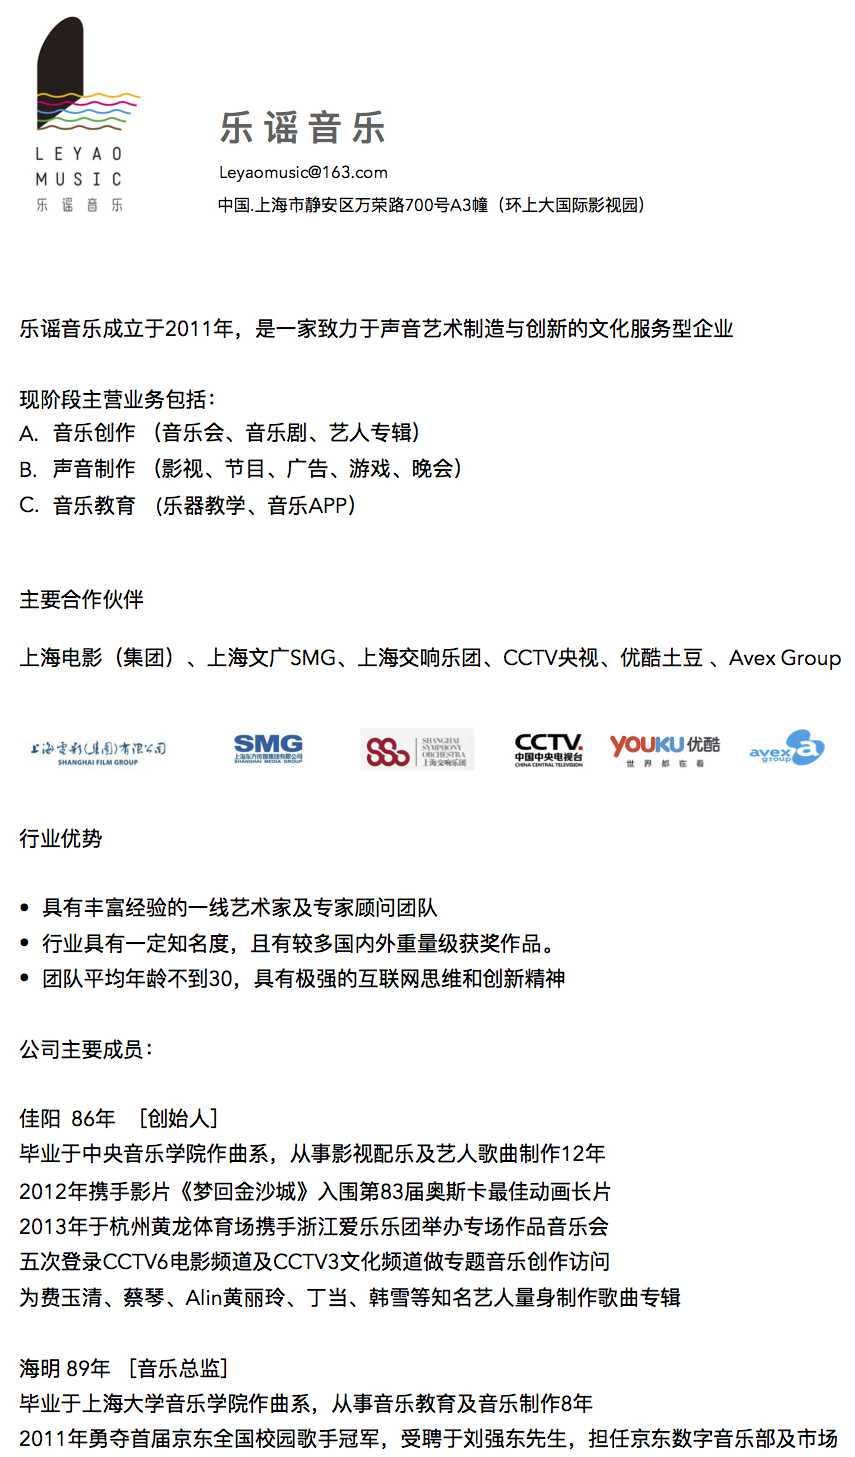 LEYAO
MUSIC
乐谣音乐
乐谣音乐
Leyaomusic@163.com
中国.上海市静安区万荣路700号A3幢（环上大国际影视园）
乐谣音乐成立于2011年，是一家致力于声音艺术制造与创新的文化服务型企业
现阶段主营业务包括：
A. 音乐创作 （音乐会、音乐剧、艺人专辑）
B. 声音制作 （影视、节目、广告、游戏、晚会）
C. 音乐教育 （乐器教学、音乐APP）
主要合作伙伴
上海电影（集团）、上海文广SMG、上海交响乐团、CCTV央视、优酷土豆 、Avex Group
上海电影(集团)有限公司
SHANGHAI FILM GROUP
SMG
上海东方传媒集团有限公司
SHANGHAI MEDIA GROUP
SSO
SHANGHAI
SYMPHONY
ORCHESTRA
上海交响乐团
CCTV.
中国中央电视台
CHINA CENTRAL TELEVISION
YOUKU 优酷
世界都在看
avex
group
a
行业优势
• 具有丰富经验的一线艺术家及专家顾问团队
• 行业具有一定知名度，且有较多国内外重量级获奖作品。
• 团队平均年龄不到30，具有极强的互联网思维和创新精神
公司主要成员：
佳阳 86年 ［创始人］
毕业于中央音乐学院作曲系，从事影视配乐及艺人歌曲制作12年
2012年携手影片《梦回金沙城》入围第83届奥斯卡最佳动画长片
2013年于杭州黄龙体育场携手浙江爱乐乐团举办专场作品音乐会
五次登录CCTV6电影频道及CCTV3文化频道做专题音乐创作访问
为费玉清、蔡琴、Alin黄丽玲、丁当、韩雪等知名艺人量身制作歌曲专辑
海明 89年 ［音乐总监］
毕业于上海大学音乐学院作曲系，从事音乐教育及音乐制作8年
2011年勇夺首届京东全国校园歌手冠军，受聘于刘强东先生，担任京东数字音乐部及市场